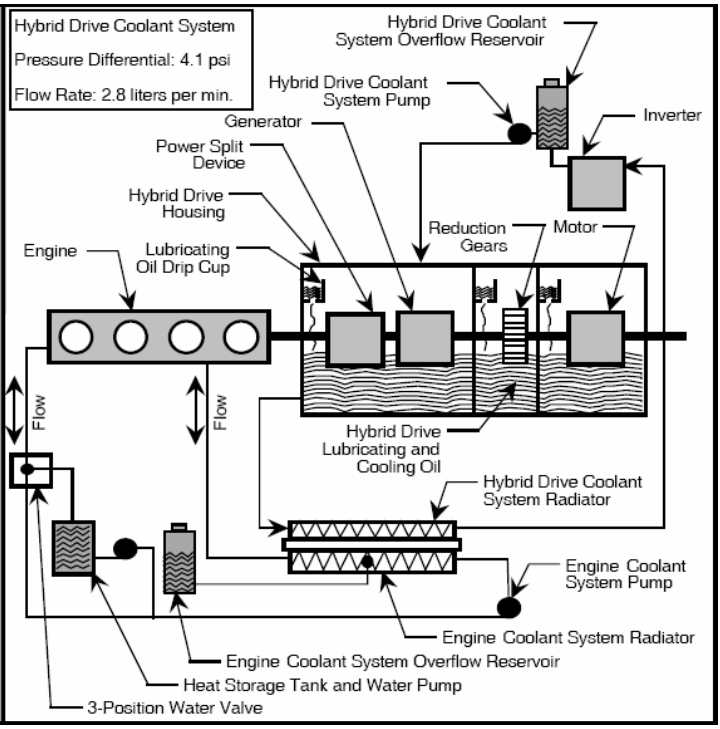 Hybrid Drive Coolant System
Pressure Differential: 4.1 psi
Flow Rate: 2.8 liters per min.
Hybrid Drive Coolant
System Overflow Reservoir
Hybrid Drive Coolant
System Pump
Inverter
Generator
Power Split
Device
Hybrid Drive
Housing
Reduction
Gears
Motor
Engine
Lubricating
Oil Drip Cup
Flow
Flow
Hybrid Drive
Lubricating and
Cooling Oil
Hybrid Drive Coolant
System Radiator
Engine Coolant
System Pump
Engine Coolant System Radiator
Engine Coolant System Overflow Reservoir
Heat Storage Tank and Water Pump
3-Position Water Valve